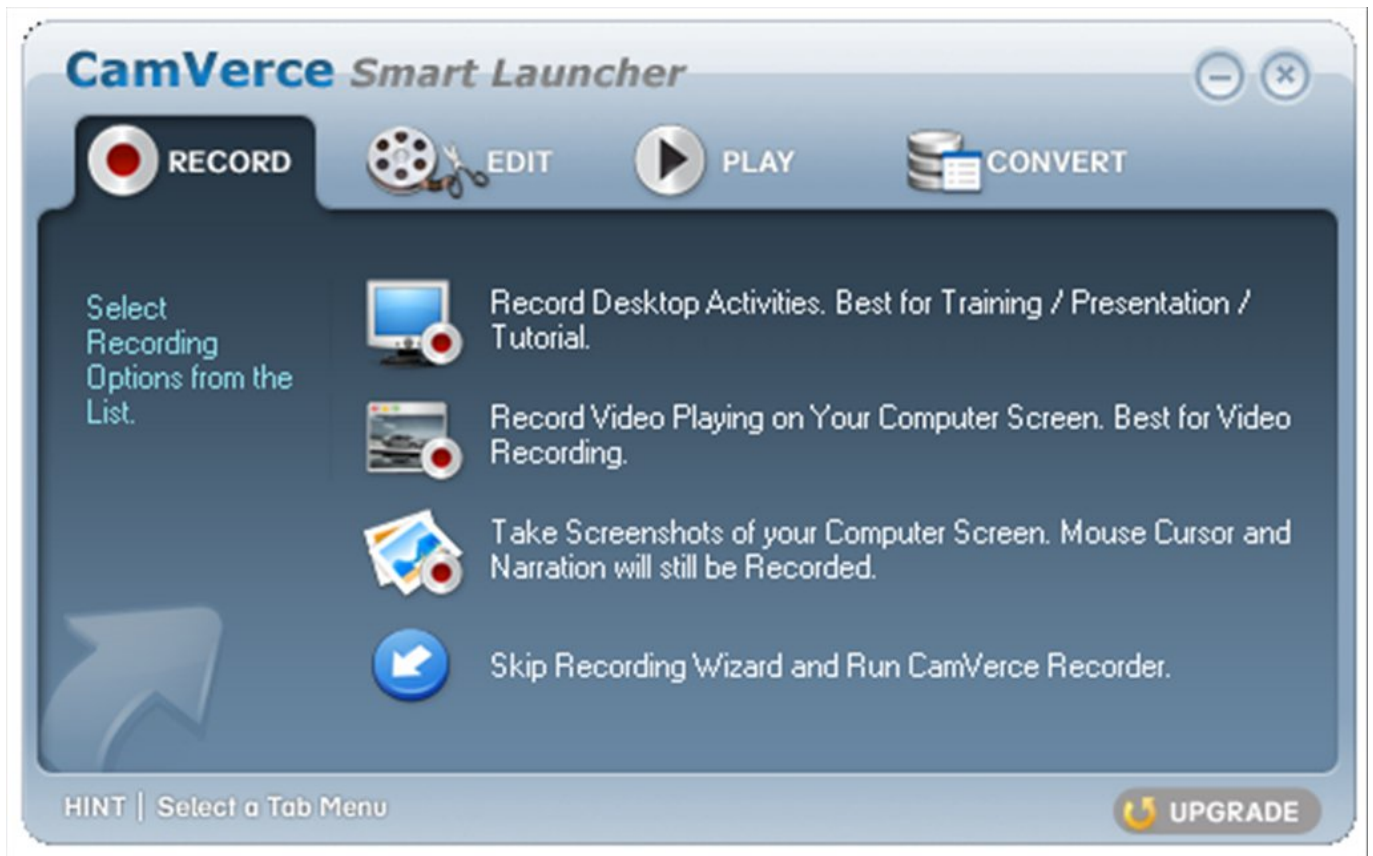 CamVerce Smart Launcher
RECORD
EDIT
PLAY
CONVERT
Select
Recording
Options from the
List.
Record Desktop Activities. Best for Training / Presentation /
Tutorial.
Record Video Playing on Your Computer Screen. Best for Video
Recording.
Take Screenshots of your Computer Screen. Mouse Cursor and
Narration will still be Recorded.
Skip Recording Wizard and Run CamVerce Recorder.
HINT | Select a Tab Menu
UPGRADE